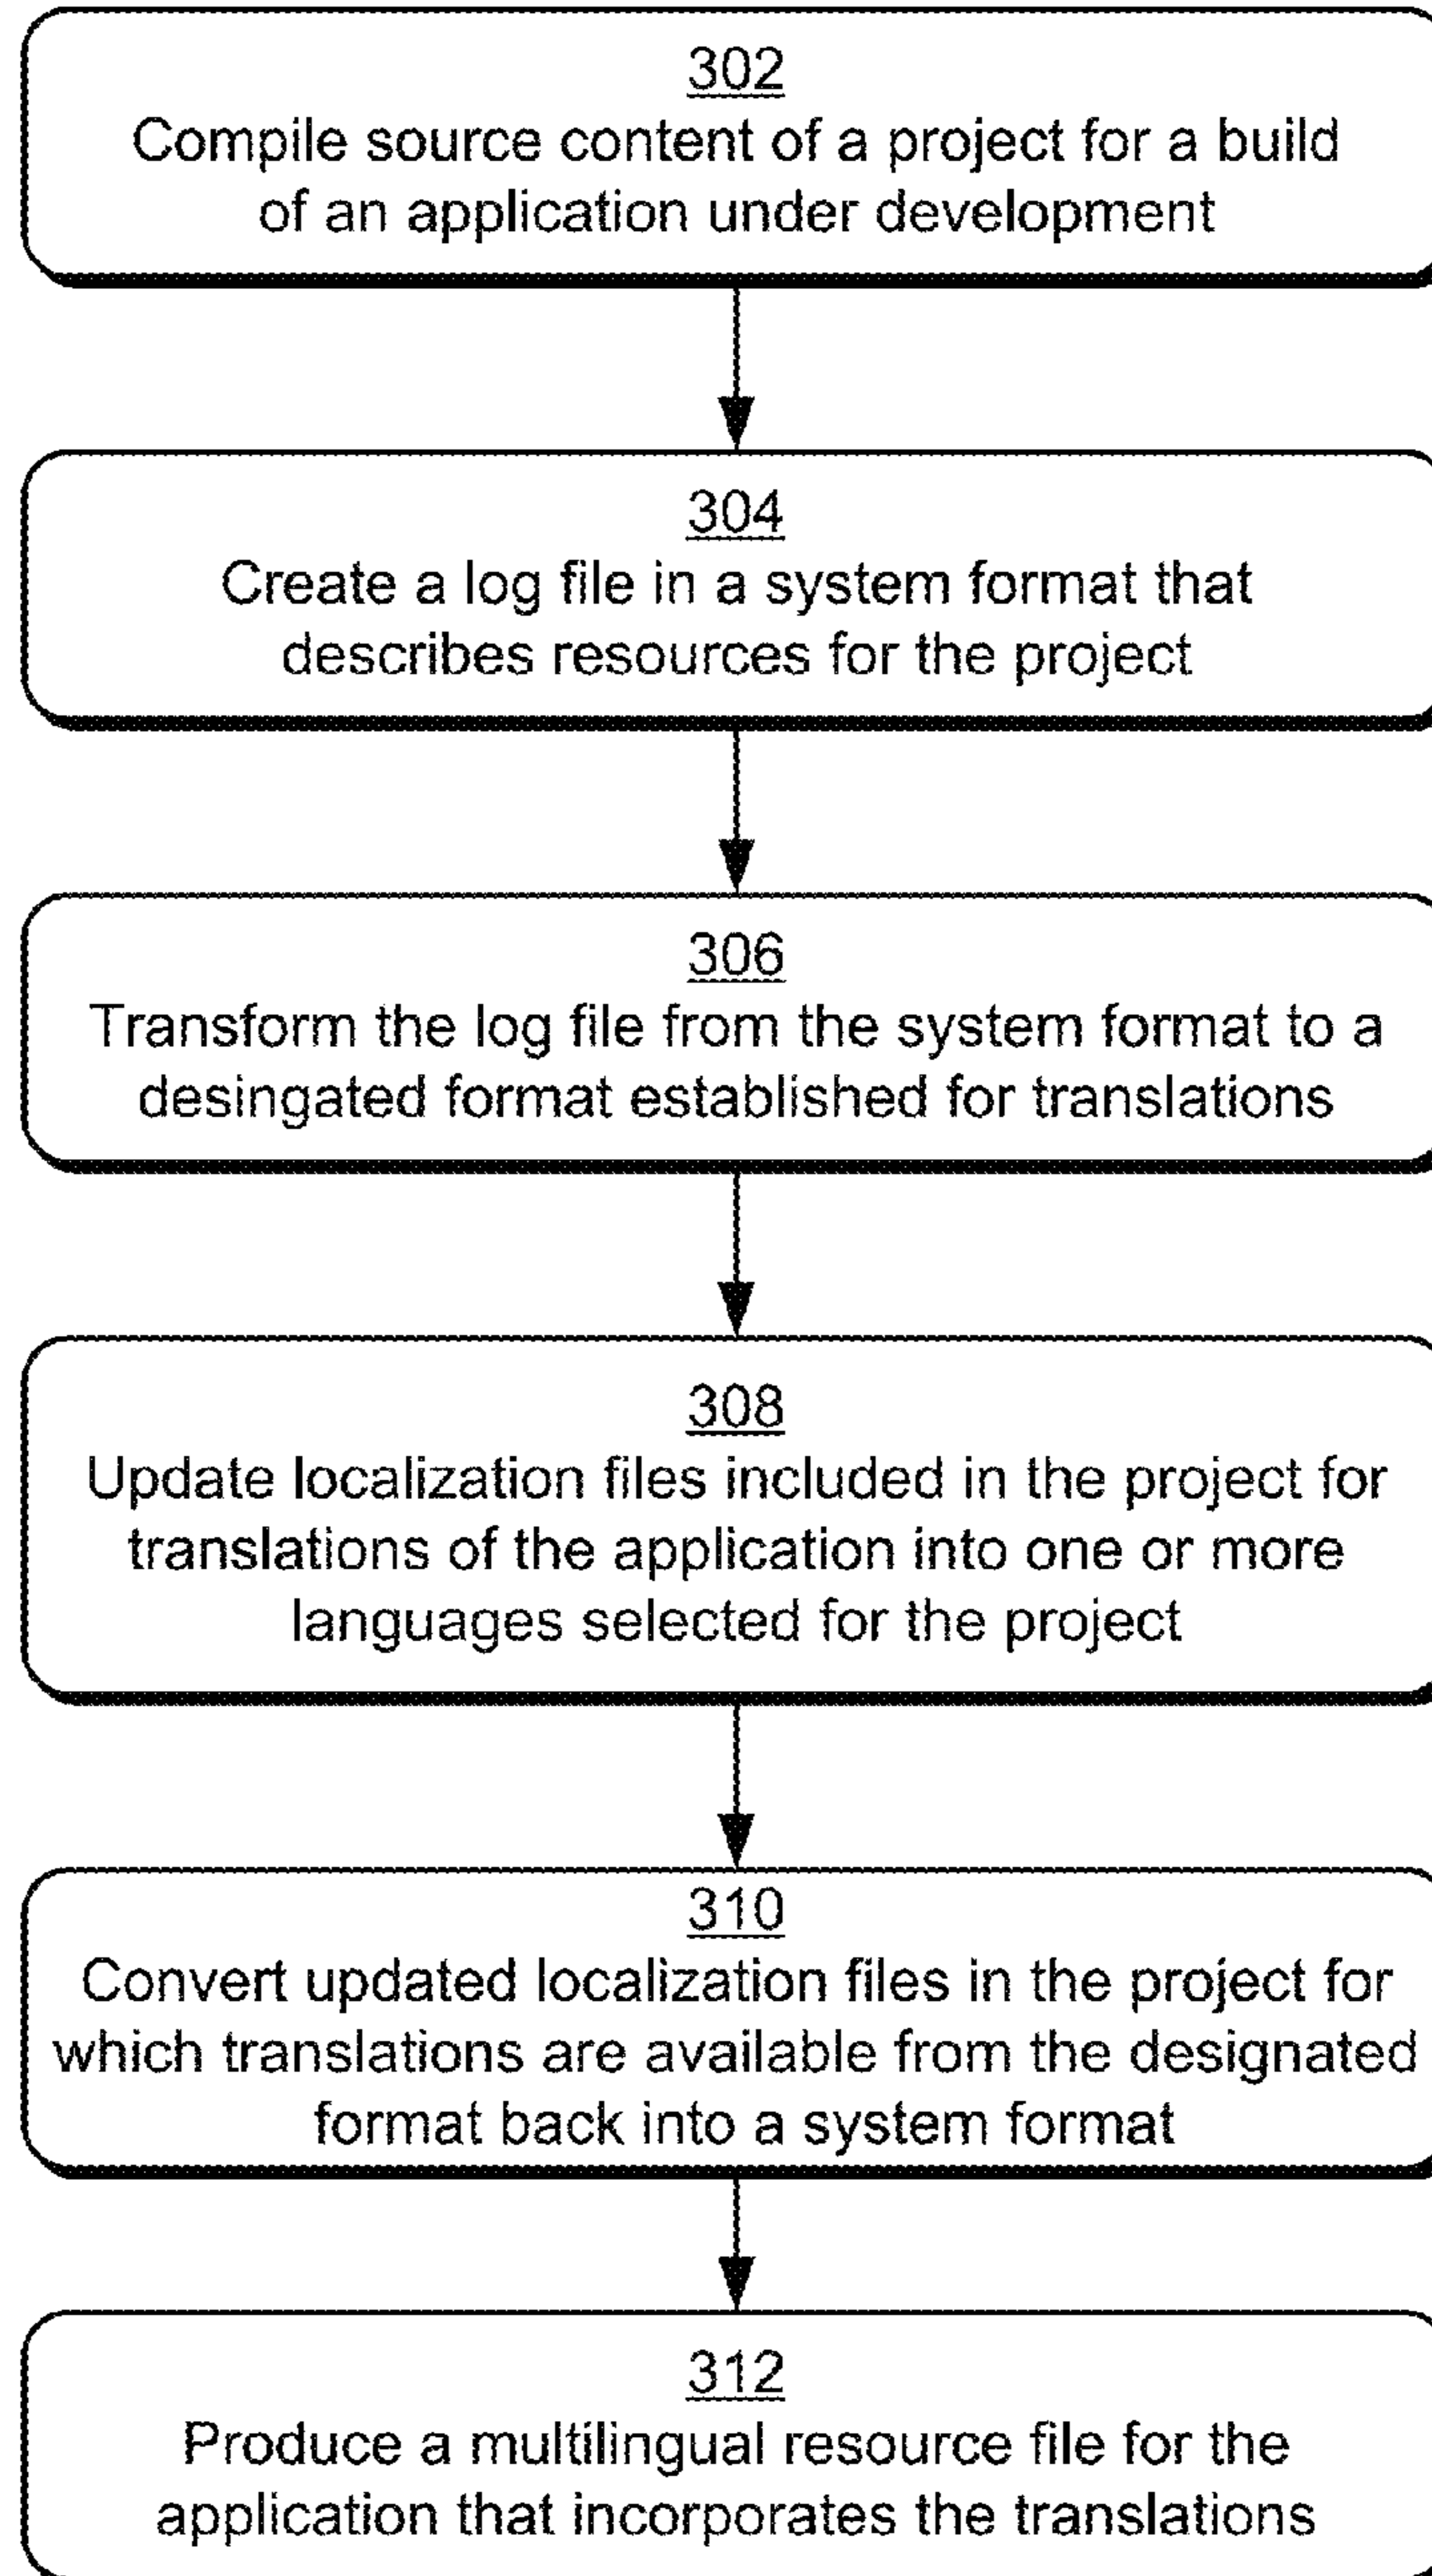 302
Compile source content of a project for a build
of an application under development
304
Create a log file in a system format that
describes resources for the project
306
Transform the log file from the system format to a
desingated format established for translations
308
Update localization files included in the project for
translations of the application into one or more
languages selected for the project
310
Convert updated localization files in the project for
which translations are available from the designated
format back into a system format
312
Produce a multilingual resource file for the
application that incorporates the translations